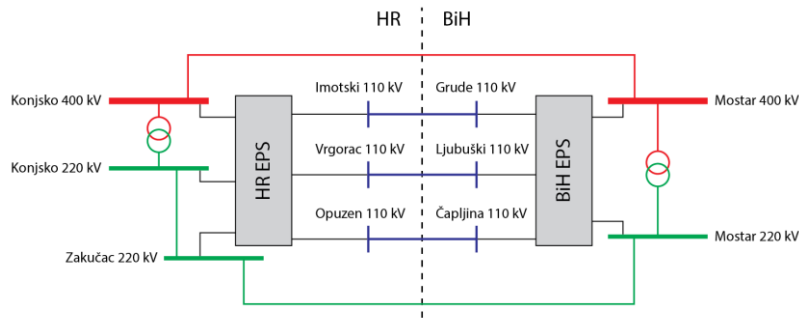 HR BiH
Konjsko 400 kV
Imotski 110 kV Grude 110 kV
Mostar 400 kV
Konjsko 220 kV
Vrgorac 110 kV Ljubuški 110 kV
HR EPS
BiH EPS
Opuzen 110 kV Čapljina 110 kV
Mostar 220 kV
Zakučac 220 kV